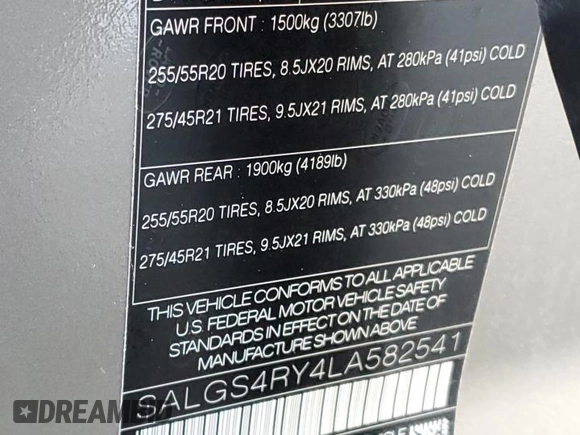 GAWR FRONT : 1500kg (3307lb)
255/55R20 TIRES, 8.5JX20 RIMS, AT 280kPa (41psi) COLD
275/45R21 TIRES, 9.5JX21 RIMS, AT 280kPa (41psi) COLD
GAWR REAR : 1900kg (4189lb)
255/55R20 TIRES, 8.5JX20 RIMS, AT 330kPa (48psi) COLD
275/45R21 TIRES, 9.5JX21 RIMS, AT 330kPa (48psi) COLD
THIS VEHICLE CONFORMS TO ALL APPLICABLE
U.S. FEDERAL MOTOR VEHICLE SAFETY
STANDARDS IN EFFECT ON THE DATE OF
MANUFACTURE SHOWN ABOVE
SALGS4RY4LA582541
DREAMERS